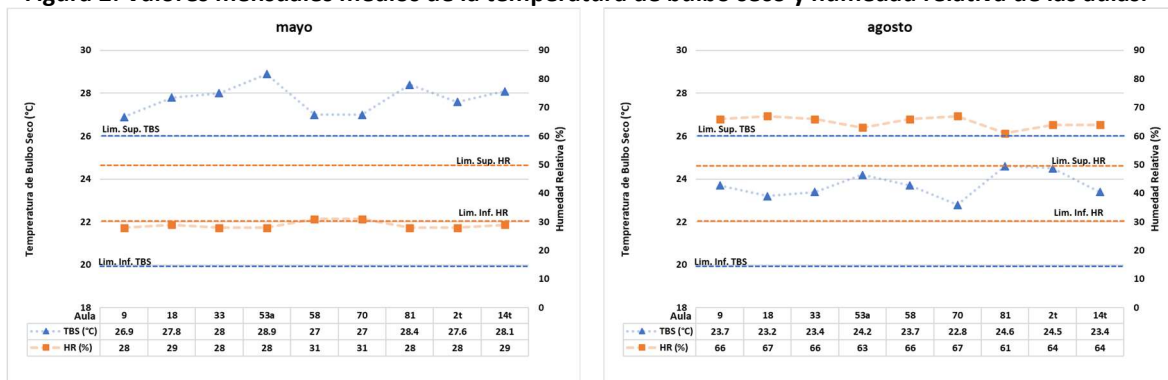 Figura 2. Valores mensuales medios de la temperatura de bulbo seco y humedad relativa de las aulas.
mayo
Temperatura de Bulbo Seco (°C)
30
28
26
24
22
20
18
Humedad Relativa (%)
90
80
70
60
50
40
30
20
10
0
Lim. Sup. TBS
Lim. Sup. HR
Lim. Inf. HR
Lim. Inf. TBS
Aula 9 18 33 53a 58 70 81 2t 14t
TBS (°C) 26.9 27.8 28 28.9 27 27 28.4 27.6 28.1
HR (%) 28 29 28 28 31 31 28 28 29
agosto
Temperatura de Bulbo Seco (°C)
30
28
26
24
22
20
18
Humedad Relativa (%)
90
80
70
60
50
40
30
20
10
0
Lim. Sup. TBS
Lim. Sup. HR
Lim. Inf. HR
Lim. Inf. TBS
Aula 9 18 33 53a 58 70 81 2t 14t
TBS (°C) 23.7 23.2 23.4 24.2 23.7 22.8 24.6 24.5 23.4
HR (%) 66 67 66 63 66 67 61 64 64